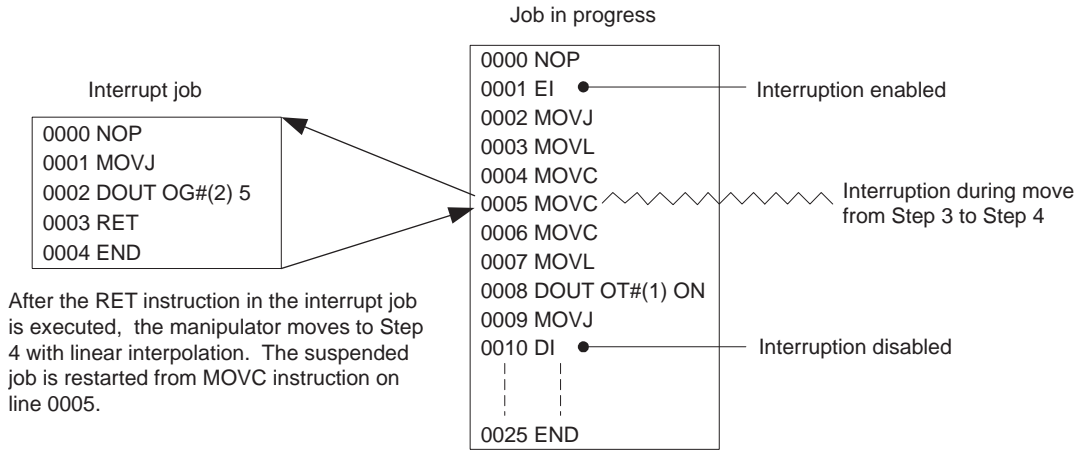 Job in progress
Interrupt job
0000 NOP
0001 MOVJ
0002 DOUT OG#(2) 5
0003 RET
0004 END
After the RET instruction in the interrupt job
is executed, the manipulator moves to Step
4 with linear interpolation. The suspended
job is restarted from MOVC instruction on
line 0005.
0000 NOP
0001 EI
0002 MOVJ
0003 MOVL
0004 MOVC
0005 MOVC
0006 MOVC
0007 MOVL
0008 DOUT OT#(1) ON
0009 MOVJ
0010 DI
0025 END
Interruption enabled
Interruption during move
from Step 3 to Step 4
Interruption disabled